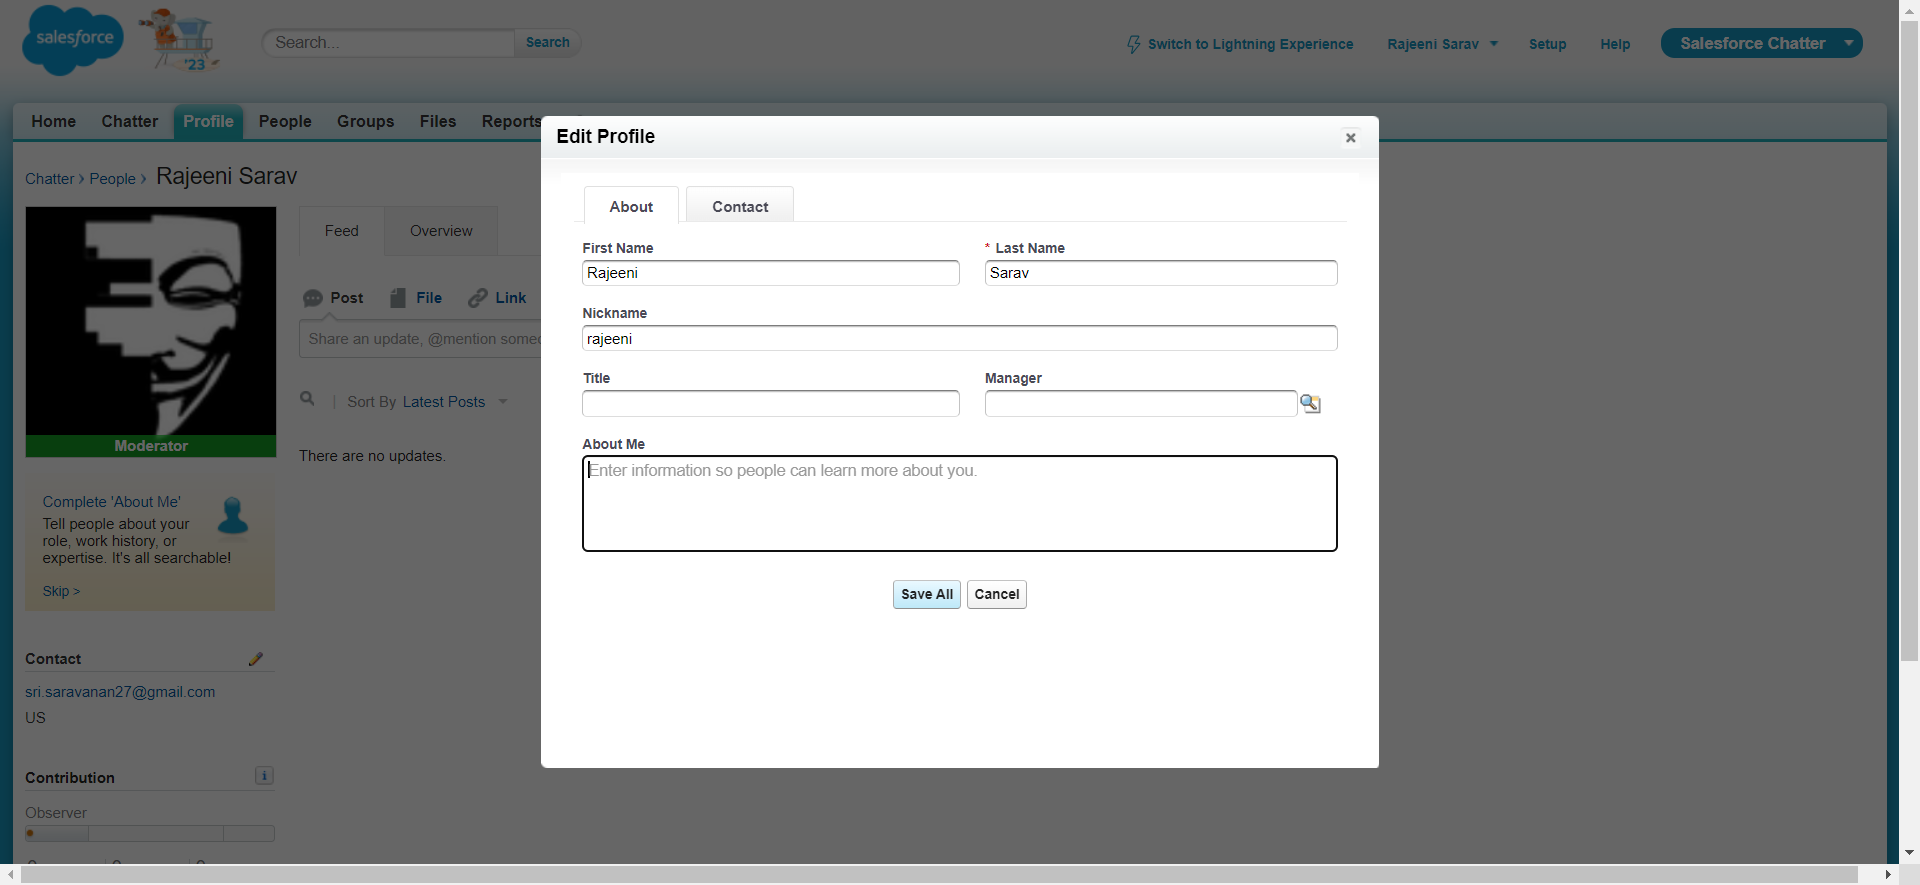 salesforce
'23
Search...
Search
Switch to Lightning Experience
Rajeeni Sarav
Setup
Help
Salesforce Chatter
Home
Chatter
Profile
People
Groups
Files
Reports
Chatter › People › Rajeeni Sarav
Moderator
Feed
Overview
Post
File
Link
Share an update, @mention
Sort By Latest Posts
There are no updates.
Complete 'About Me'
Tell people about your
role, work history, or
expertise. It's all searchable!
Skip >
Contact
sri.saravanan27@gmail.com
US
Contribution
i
Observer
Edit Profile
About
Contact
First Name
Rajeeni
* Last Name
Sarav
Nickname
rajeeni
Title
Manager
About Me
Enter information so people can learn more about you.
Save All
Cancel